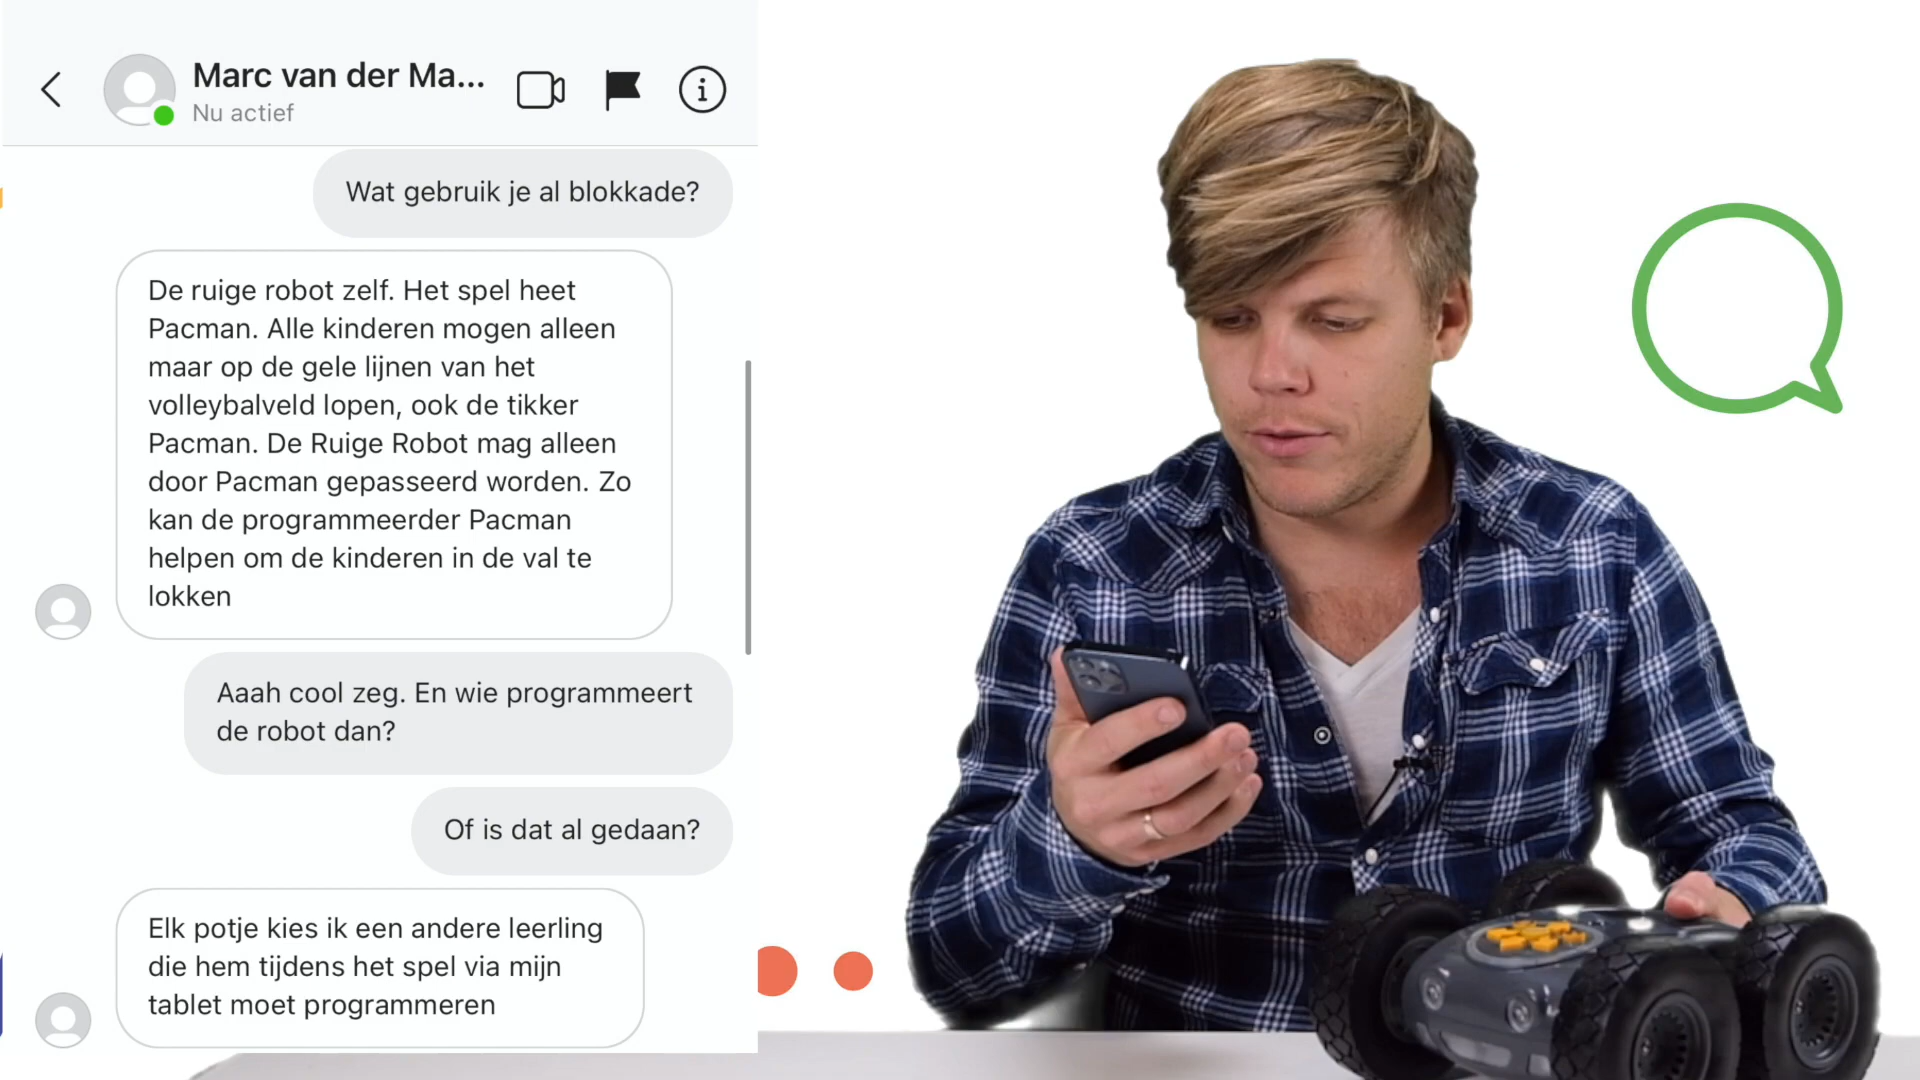 Marc van der Ma...
Nu actief
Wat gebruik je al blokkade?
De ruige robot zelf. Het spel heet
Pacman. Alle kinderen mogen alleen
maar op de gele lijnen van het
volleybalveld lopen, ook de tikker
Pacman. De Ruige Robot mag alleen
door Pacman gepasseerd worden. Zo
kan de programmeerder Pacman
helpen om de kinderen in de val te
lokken
Aaah cool zeg. En wie programmeert
de robot dan?
Of is dat al gedaan?
Elk potje kies ik een andere leerling
die hem tijdens het spel via mijn
tablet moet programmeren